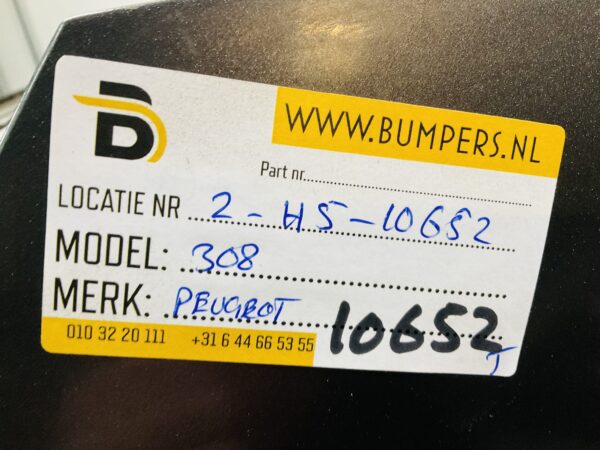 B
WWW.BUMPERS.NL
Part nr.
LOCATIE NR 2-H5-10652
MODEL: 308
MERK: PEUGEOT
10652
T
010 32 20 111 +31 6 44 66 53 55